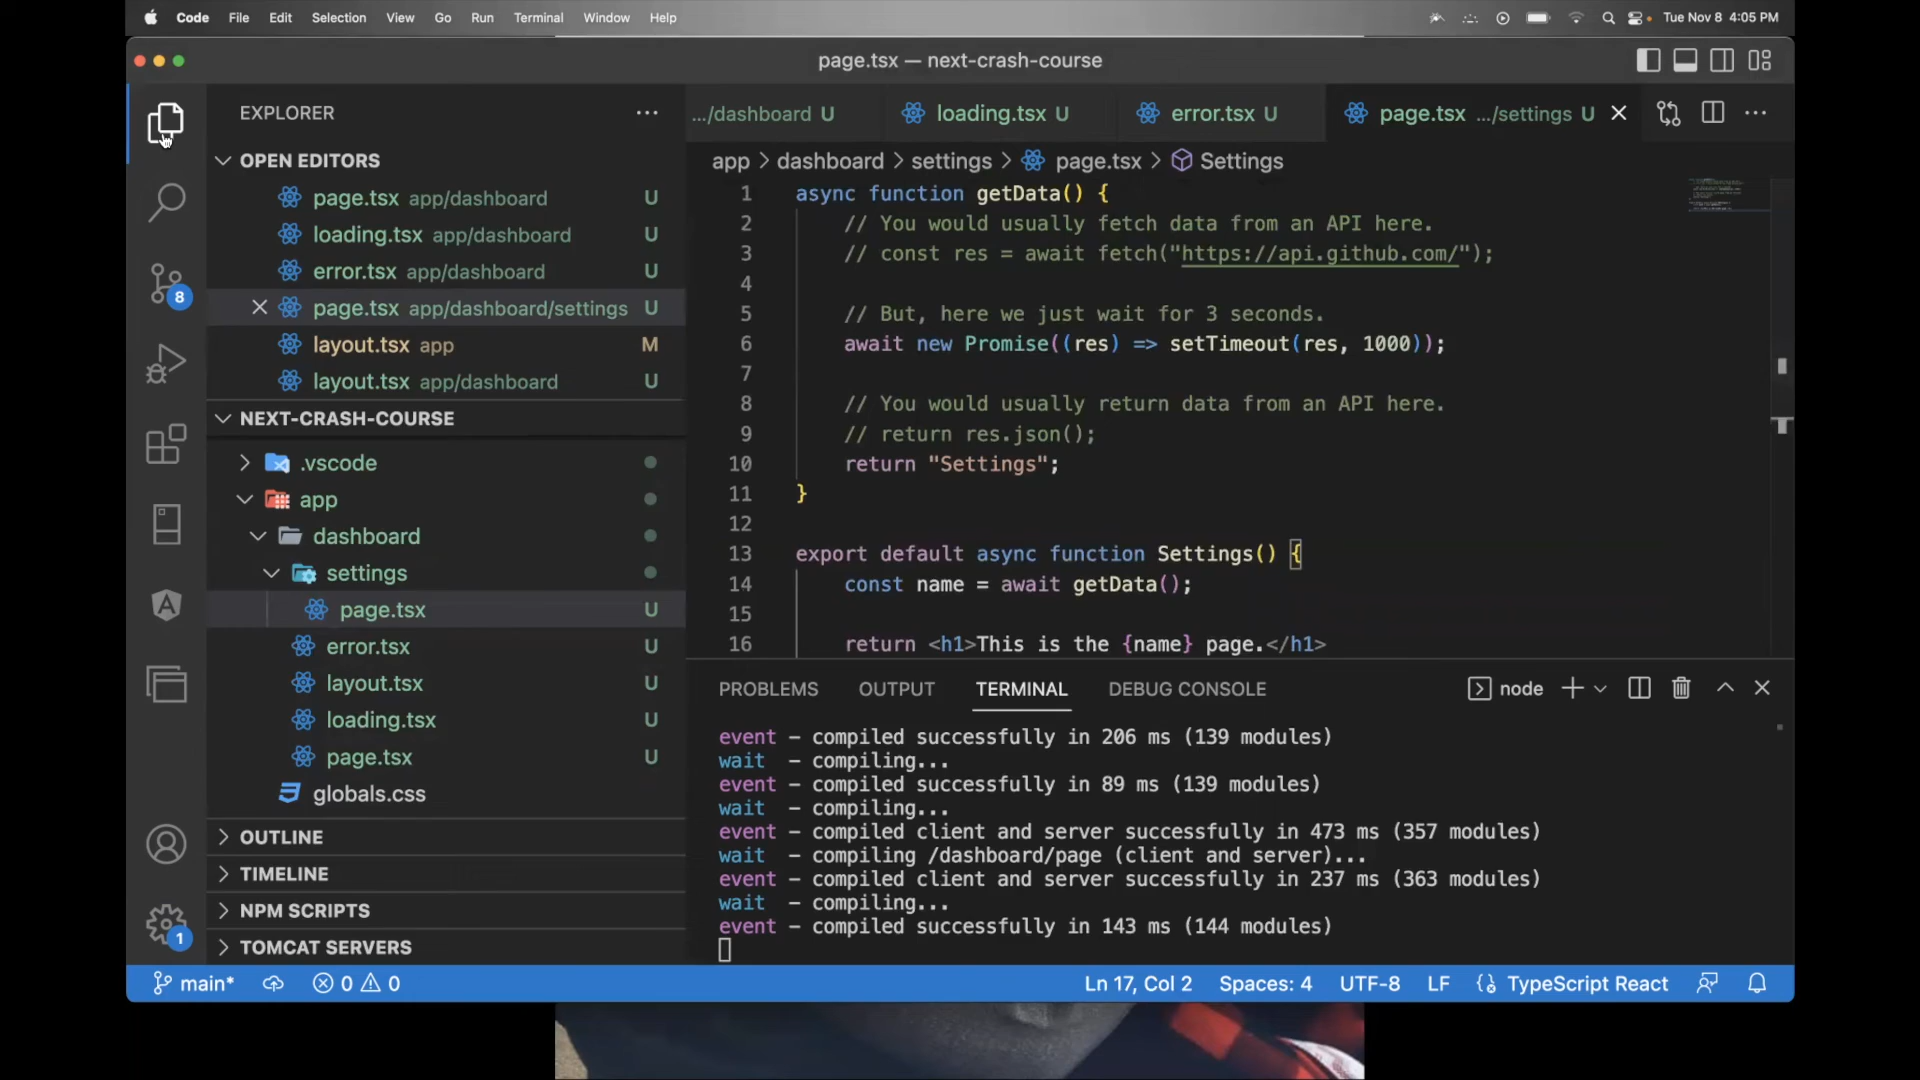 Code File Edit Selection View Go Run Terminal Window Help Tue Nov 8 4:05 PM
page.tsx — next-crash-course
EXPLORER
OPEN EDITORS
page.tsx app/dashboard U
loading.tsx app/dashboard U
error.tsx app/dashboard U
page.tsx app/dashboard/settings U
layout.tsx app M
layout.tsx app/dashboard U
NEXT-CRASH-COURSE
.vscode
app
dashboard
settings
page.tsx U
error.tsx U
layout.tsx U
loading.tsx U
page.tsx U
globals.css
OUTLINE
TIMELINE
NPM SCRIPTS
TOMCAT SERVERS
8
1
.../dashboard U loading.tsx U error.tsx U page.tsx .../settings U
app > dashboard > settings > page.tsx > Settings
1 async function getData() {
2 // You would usually fetch data from an API here.
3 // const res = await fetch("https://api.github.com/");
4
5 // But, here we just wait for 3 seconds.
6 await new Promise((res) => setTimeout(res, 1000));
7
8 // You would usually return data from an API here.
9 // return res.json();
10 return "Settings";
11 }
12
13 export default async function Settings() {
14 const name = await getData();
15
16 return <h1>This is the {name} page.</h1>
PROBLEMS OUTPUT TERMINAL DEBUG CONSOLE node
event – compiled successfully in 206 ms (139 modules)
wait – compiling...
event – compiled successfully in 89 ms (139 modules)
wait – compiling...
event – compiled client and server successfully in 473 ms (357 modules)
wait – compiling /dashboard/page (client and server)...
event – compiled client and server successfully in 237 ms (363 modules)
wait – compiling...
event – compiled successfully in 143 ms (144 modules)
main* 0 0 Ln 17, Col 2 Spaces: 4 UTF-8 LF TypeScript React